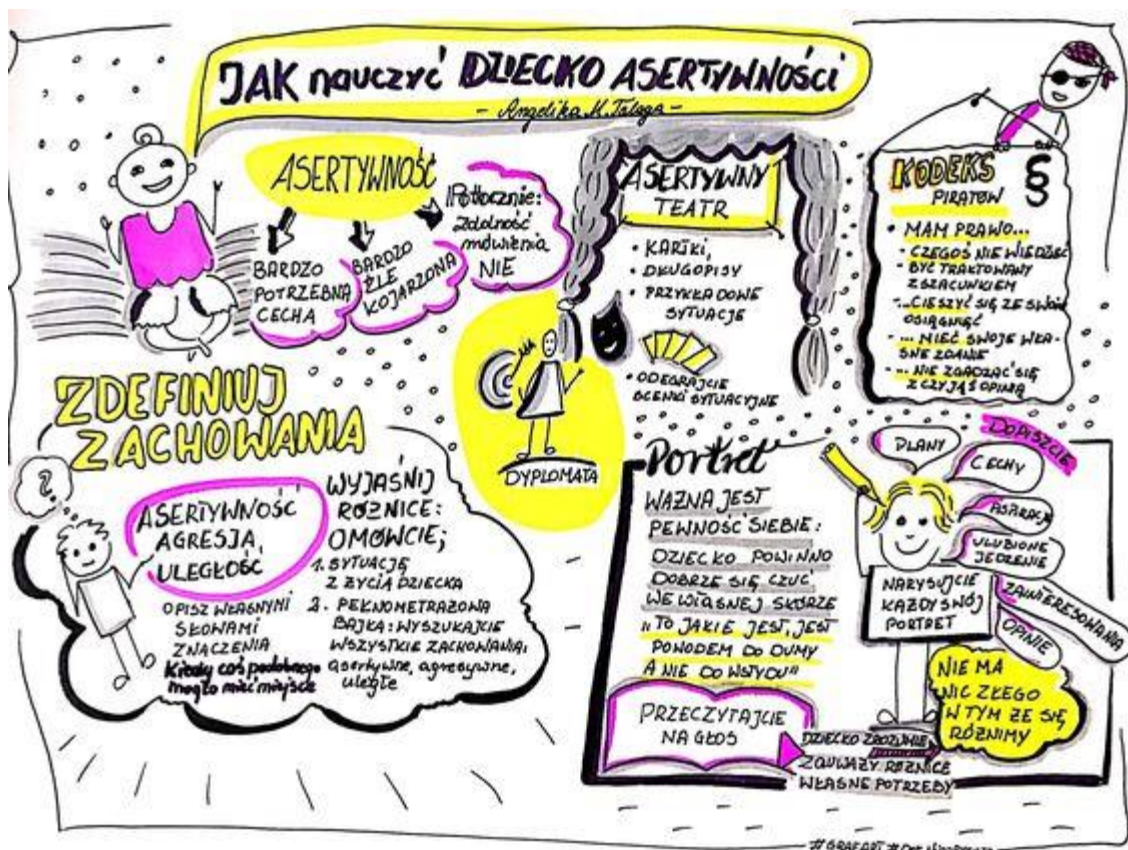 JAK nauczyć DZIECKO ASERTYWNOŚCI
- Angelika M. Talaga -
ASERTYWNOŚĆ
BARDZO
POTRZEBNA
CECHA
BARDZO
ŹLE
KOJARZONA
Potocznie:
Zdolność
mówienia
NIE
ASERTYWNY
TEATR
• KARTKI,
• DŁUGOPISY
• PRZYKŁADOWE
SYTUACJE
• ODEGRAJCIE
SCENKI SYTUACYJNE
KODEKS
PIRATÓW
§
• MAM PRAWO...
- CZEGOŚ NIE WIEDZIEĆ
- BYĆ TRAKTOWANY
Z SZACUNKIEM
-...CIESZYĆ SIĘ ZE SWOICH
OSIĄGNIĘĆ
- ... MIEĆ SWOJE WŁA-
SNE ZDANIE
- ... NIE ZGADZAĆ SIĘ
Z CZYJĄŚ OPINIĄ
DYPLOMATA
ZDEFINIUJ
ZACHOWANIA
?
ASERTYWNOŚĆ
AGRESJA,
ULEGŁOŚĆ
OPISZ WŁASNYMI
SŁOWAMI
ZNACZENIA
Kiedy coś podobnego
mogło mieć miejsce
WYJAŚNIJ
RÓŻNICE:
OMÓWCIE;
1. SYTUACJĘ
Z ŻYCIA DZIECKA
2. PEŁNOMETRAŻOWA
BAJKA: WYSZUKAJCIE
WSZYSTKIE ZACHOWANIA:
asertywne, agresywne,
uległe
Portret
WAŻNA JEST
PEWNOŚĆ SIEBIE:
DZIECKO POWINNO
DOBRZE SIĘ CZUĆ
WE WŁASNEJ SKÓRZE
„TO JAKIE JEST, JEST
POWODEM DO DUMY
A NIE DO WSTYDU"
PRZECZYTAJCIE
NA GŁOS
DZIECKO ZROZUMIE
ZAUWAŻY RÓŻNICE
WŁASNE POTRZEBY
DOPISZCIE
PLANY
CECHY
ULUBIONE
JEDZENIE
ZAINTERESOWANIA
OPINIE
NARYSUJCIE
KAŻDY SWÓJ
PORTRET
NIE MA
NIC ZŁEGO
W TYM ŻE SIĘ
RÓŻNIMY